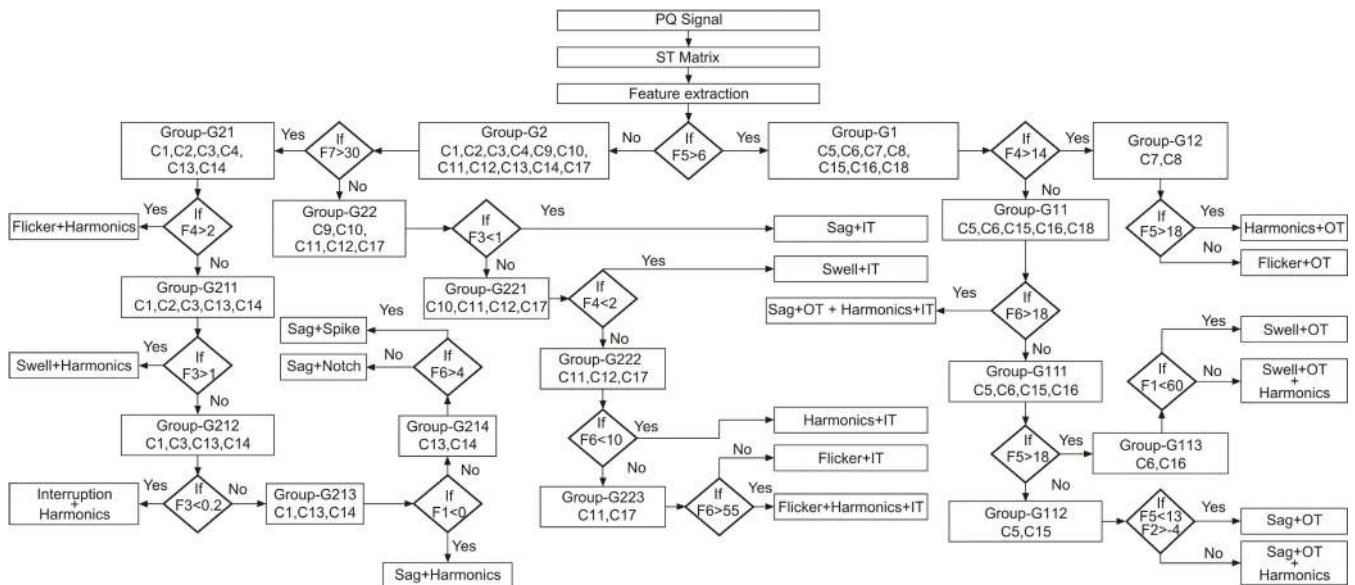 PQ Signal
ST Matrix
Feature extraction
Group-G21
C1,C2,C3,C4,
C13,C14
Yes
If
F7>30
Group-G2
C1,C2,C3,C4,C9,C10,
C11,C12,C13,C14,C17
No
If
F5>6
Yes
Group-G1
C5,C6,C7,C8,
C15,C16,C18
If
F4>14
Yes
Group-G12
C7,C8
No
No
Flicker+Harmonics
Yes
If
F4>2
No
Group-G22
C9,C10,
C11,C12,C17
If
F3<1
Yes
No
Sag+IT
Group-G11
C5,C6,C15,C16,C18
If
F5>18
Yes
Harmonics+OT
No
Flicker+OT
Group-G211
C1,C2,C3,C13,C14
Group-G221
C10,C11,C12,C17
If
F4<2
Yes
Swell+IT
No
Sag+OT + Harmonics+IT
Yes
If
F6>18
No
Swell+Harmonics
Yes
If
F3>1
No
Sag+Spike
Yes
Sag+Notch
No
If
F6>4
Group-G222
C11,C12,C17
Group-G111
C5,C6,C15,C16
If
F1<60
Yes
Swell+OT
No
Swell+OT
+
Harmonics
Group-G212
C1,C3,C13,C14
Group-G214
C13,C14
No
If
F6<10
Yes
Harmonics+IT
No
If
F5>18
Yes
Group-G113
C6,C16
No
Interruption
+
Harmonics
Yes
If
F3<0.2
No
Group-G213
C1,C13,C14
If
F1<0
Yes
Sag+Harmonics
Group-G223
C11,C17
If
F6>55
No
Flicker+IT
Yes
Flicker+Harmonics+IT
Group-G112
C5,C15
If
F5<13
F2>-4
Yes
Sag+OT
No
Sag+OT
+
Harmonics